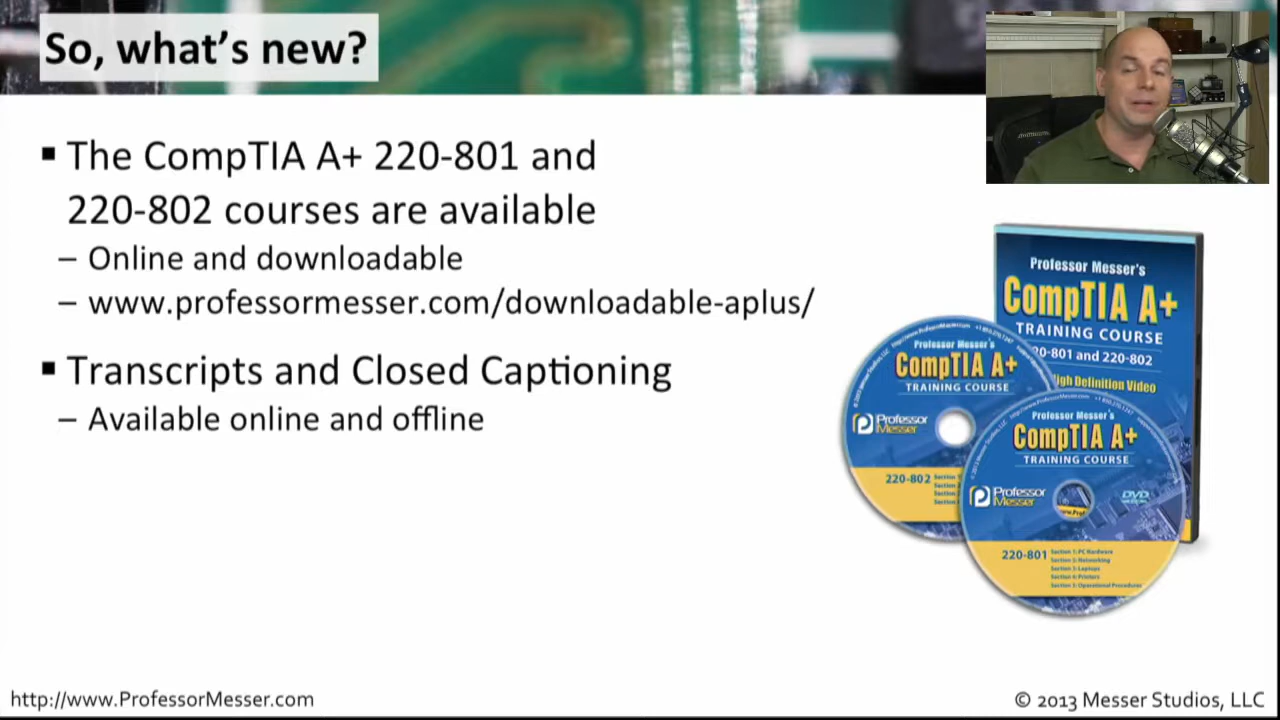 So, what's new?
▪ The CompTIA A+ 220-801 and
220-802 courses are available
– Online and downloadable
– www.professormesser.com/downloadable-aplus/
▪ Transcripts and Closed Captioning
– Available online and offline
Professor Messer's
CompTIA A+
TRAINING COURSE
20-801 and 220-802
High Definition Video
Professor Messer's
CompTIA A+
TRAINING COURSE
Professor
Messer
220-802
Professor Messer's
CompTIA A+
TRAINING COURSE
Professor
Messer
DVD
220-801
Section 1: PC Hardware
Section 2: Networking
Section 3: Laptops
Section 4: Printers
Section 5: Operational Procedures
http://www.ProfessorMesser.com
© 2013 Messer Studios, LLC